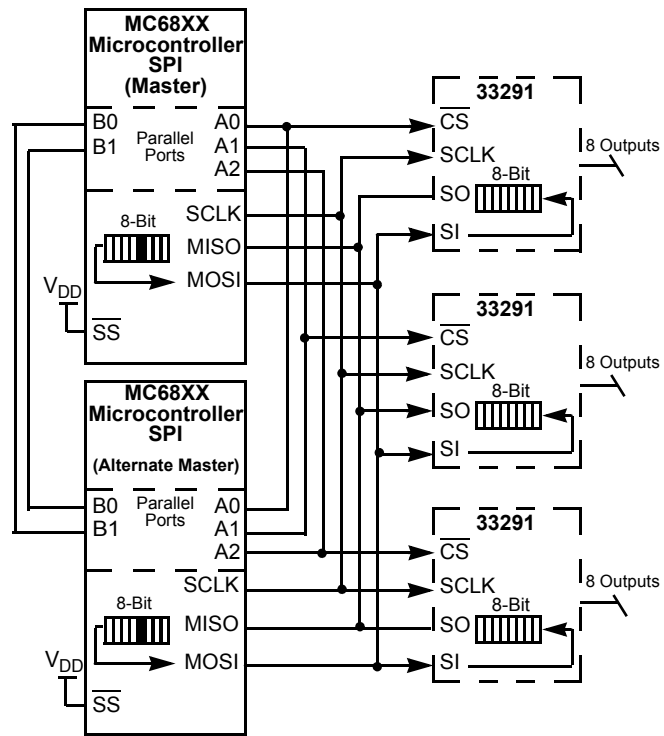 MC68XX
Microcontroller
SPI
(Master)
B0
B1
Parallel
Ports
A0
A1
A2
8-Bit
SCLK
MISO
MOSI
VDD
SS
MC68XX
Microcontroller
SPI
(Alternate Master)
B0
B1
Parallel
Ports
A0
A1
A2
8-Bit
SCLK
MISO
MOSI
VDD
SS
33291
CS
SCLK
8-Bit
SO
SI
8 Outputs
33291
CS
SCLK
8-Bit
SO
SI
8 Outputs
33291
CS
SCLK
8-Bit
SO
SI
8 Outputs